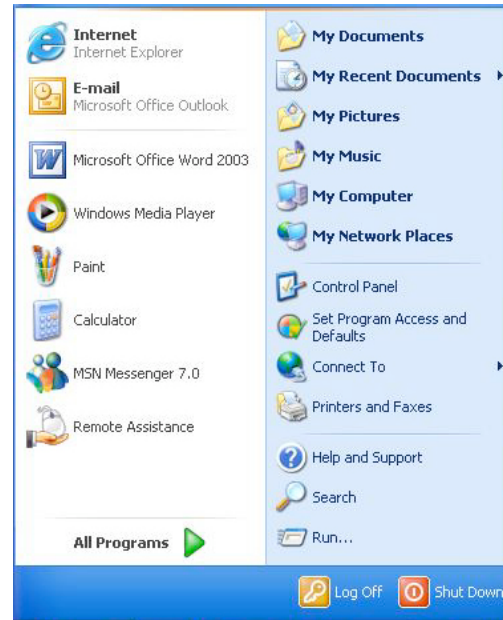 Internet
Internet Explorer
E-mail
Microsoft Office Outlook
Microsoft Office Word 2003
Windows Media Player
Paint
Calculator
MSN Messenger 7.0
Remote Assistance
All Programs
My Documents
My Recent Documents
My Pictures
My Music
My Computer
My Network Places
Control Panel
Set Program Access and
Defaults
Connect To
Printers and Faxes
Help and Support
Search
Run...
Log Off
Shut Down